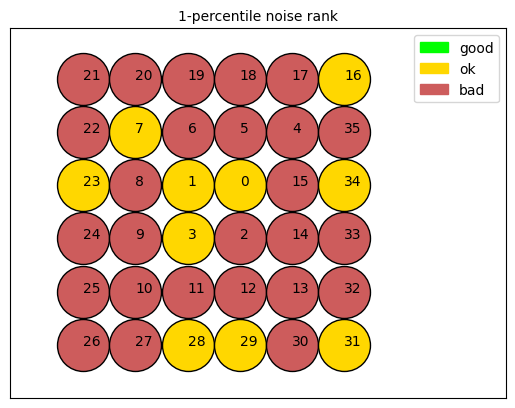 1-percentile noise rank
good
ok
bad
21 20 19 18 17 16
22 7 6 5 4 35
23 8 1 0 15 34
24 9 3 2 14 33
25 10 11 12 13 32
26 27 28 29 30 31